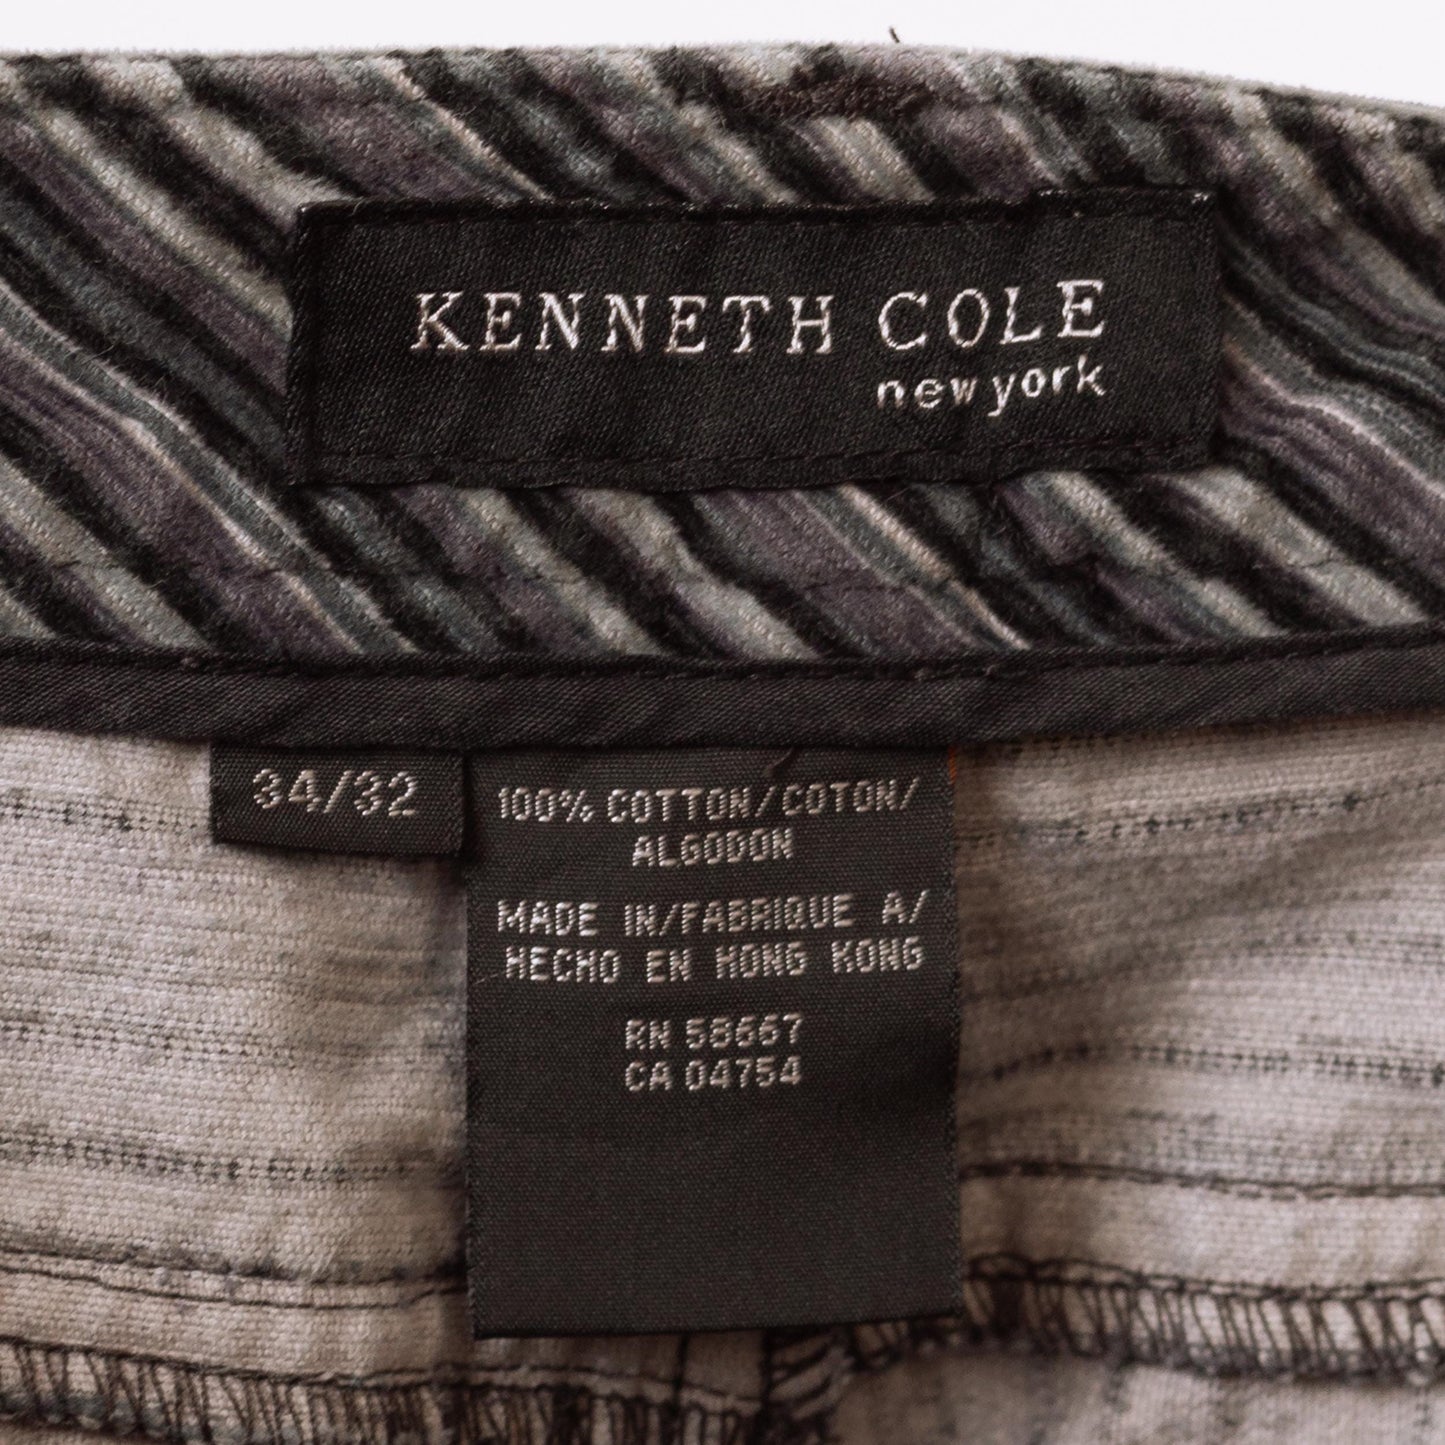 KENNETH COLE
new york
34/32
100% COTTON/COTON/
ALGODON
MADE IN/FABRIQUE A/
HECHO EN HONG KONG
RN 58667
CA 04754